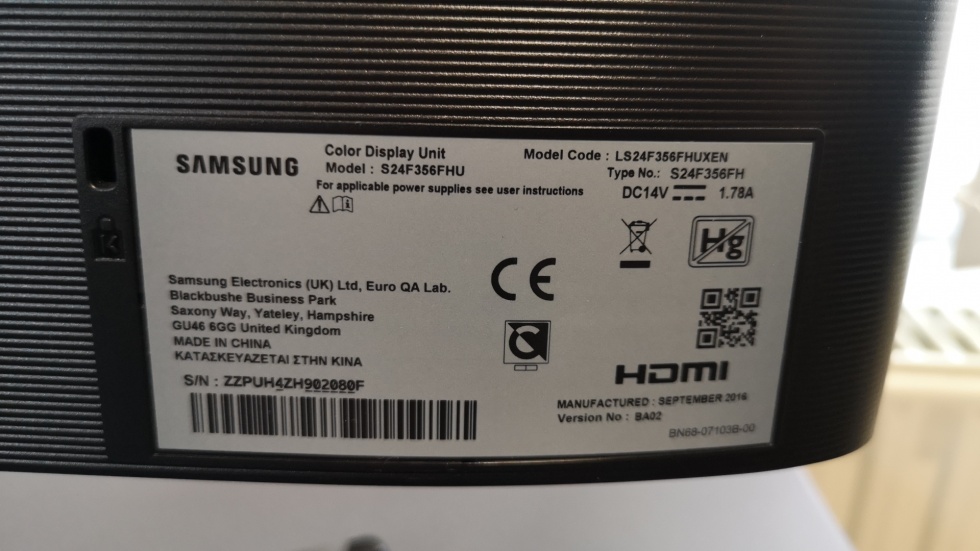 SAMSUNG
Color Display Unit
Model : S24F356FHU
For applicable power supplies see user instructions
Model Code : LS24F356FHUXEN
Type No.: S24F356FH
DC14V 1.78A
Hg
CE
Samsung Electronics (UK) Ltd, Euro QA Lab.
Blackbushe Business Park
Saxony Way, Yateley, Hampshire
GU46 6GG United Kingdom
MADE IN CHINA
ΚΑΤΑΣΚΕΥΑΖΕΤΑΙ ΣΤΗΝ ΚΙΝΑ
S/N : ZZPUH4ZH902080F
HDMI
MANUFACTURED : SEPTEMBER 2016
Version No : BA02
BN68-07103B-00